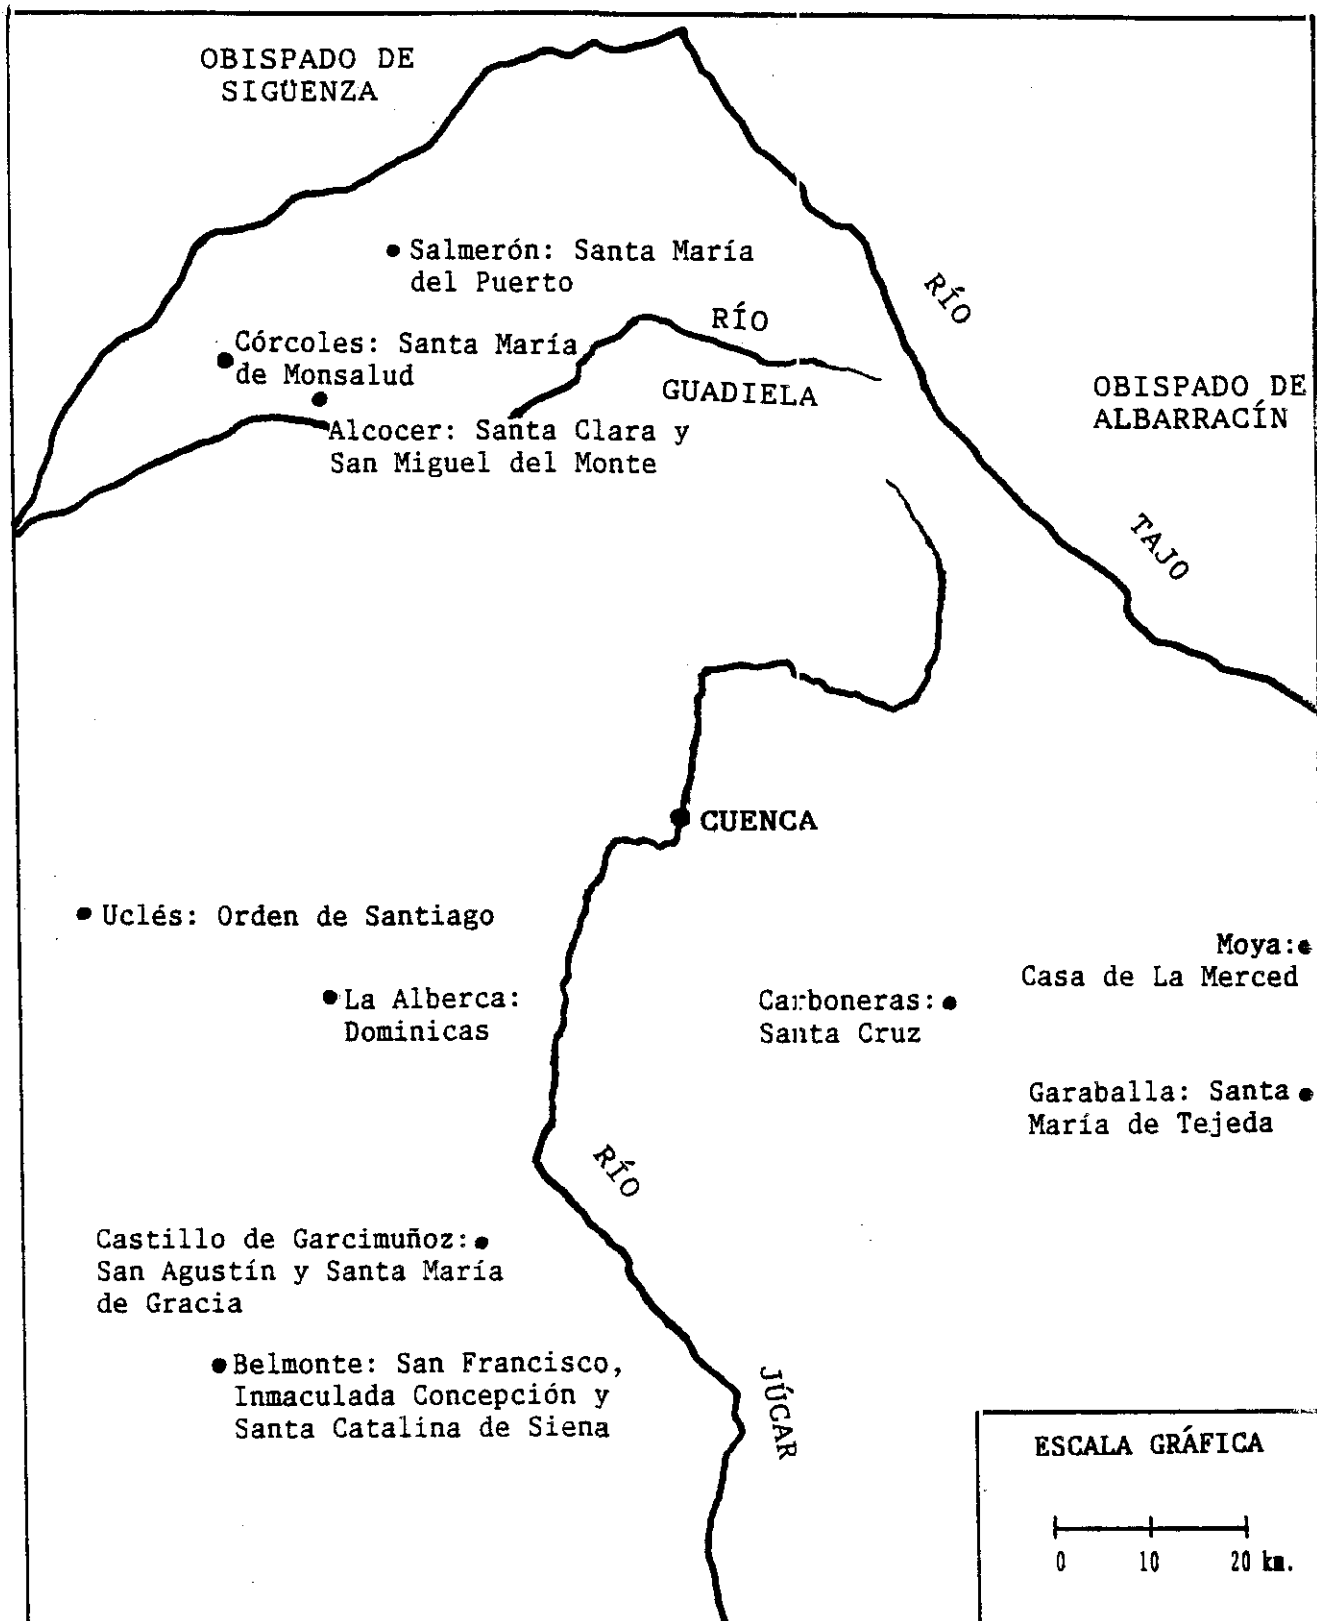 OBISPADO DE
SIGÜENZA
Salmerón: Santa María
del Puerto
RÍO
RÍO
Córcoles: Santa María
de Monsalud
GUADIELA
OBISPADO DE
ALBARRACÍN
Alcocer: Santa Clara y
San Miguel del Monte
TAJO
CUENCA
Uclés: Orden de Santiago
Moya:
Casa de La Merced
La Alberca:
Dominicas
Carboneras:
Santa Cruz
Garaballa: Santa
María de Tejeda
RÍO
Castillo de Garcimuñoz:
San Agustín y Santa María
de Gracia
Belmonte: San Francisco,
Inmaculada Concepción y
Santa Catalina de Siena
JÚCAR
ESCALA GRÁFICA
0 10 20 km.